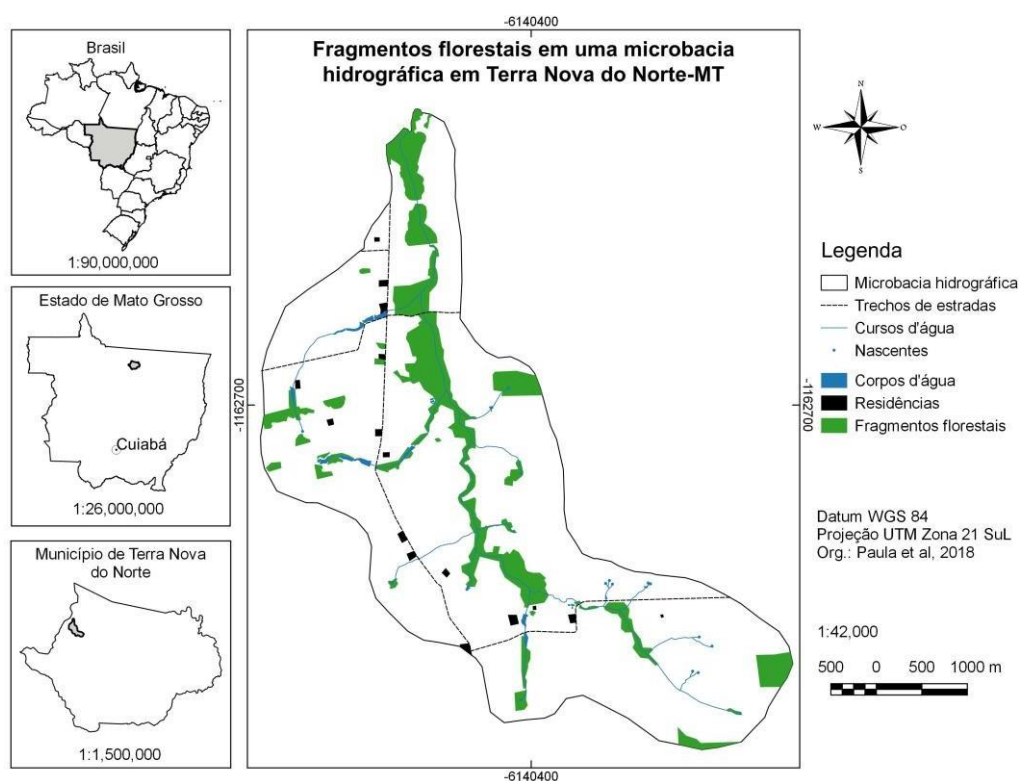 Brasil
1:90,000,000
Estado de Mato Grosso
Cuiabá
1:26,000,000
Município de Terra Nova
do Norte
1:1,500,000
-6140400
Fragmentos florestais em uma microbacia
hidrográfica em Terra Nova do Norte-MT
-1162700
-1162700
-6140400
N
W
O
S
Legenda
Microbacia hidrográfica
Trechos de estradas
Cursos d'água
Nascentes
Corpos d'água
Residências
Fragmentos florestais
Datum WGS 84
Projeção UTM Zona 21 SuL
Org.: Paula et al, 2018
1:42,000
500 0 500 1000 m